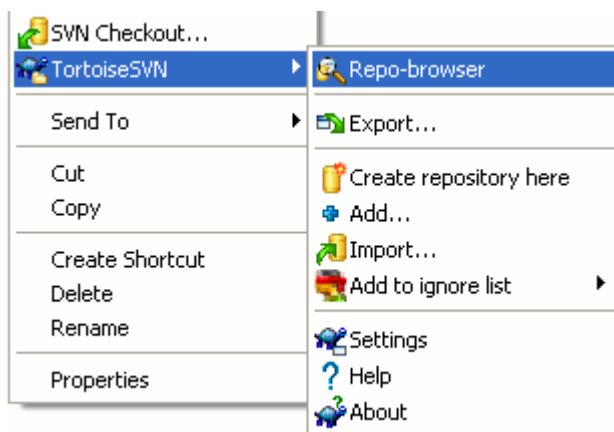 SVN Checkout...
TortoiseSVN
Send To
Cut
Copy
Create Shortcut
Delete
Rename
Properties
Repo-browser
Export...
Create repository here
Add...
Import...
Add to ignore list
Settings
Help
About